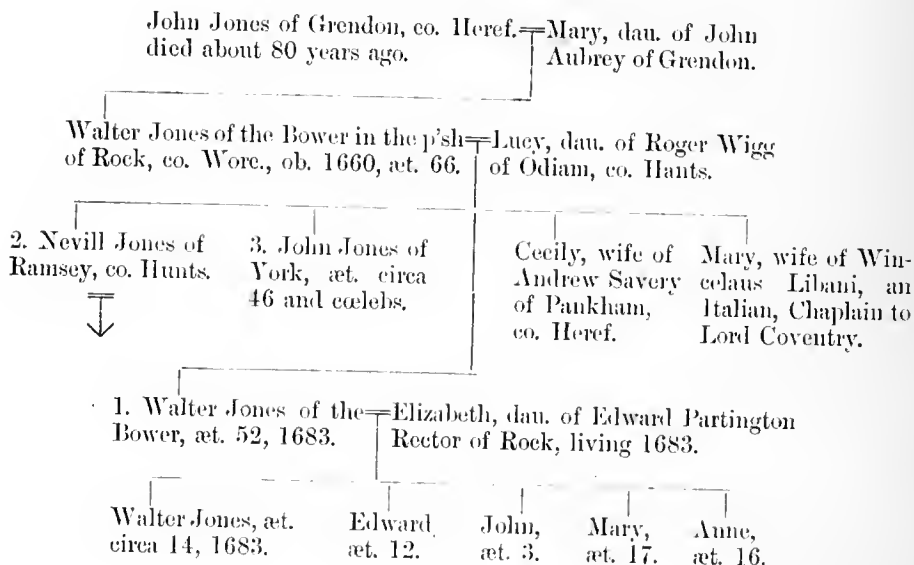 John Jones of Grendon, co. Heref.
died about 80 years ago.
Mary, dau. of John
Aubrey of Grendon.
Walter Jones of the Bower in the p'sh
of Rock, co. Worc., ob. 1660, æt. 66.
Lucy, dau. of Roger Wigg
of Odiam, co. Hants.
2. Nevill Jones of
Ramsey, co. Hunts.
3. John Jones of
York, æt. circa
46 and cœlebs.
Cecily, wife of
Andrew Savery
of Pankham,
co. Heref.
Mary, wife of Win-
celaus Libani, an
Italian, Chaplain to
Lord Coventry.
1. Walter Jones of the
Bower, æt. 52, 1683.
Elizabeth, dau. of Edward Partington
Rector of Rock, living 1683.
Walter Jones, æt.
circa 14, 1683.
Edward
æt. 12.
John,
æt. 3.
Mary,
æt. 17.
Anne,
æt. 16.